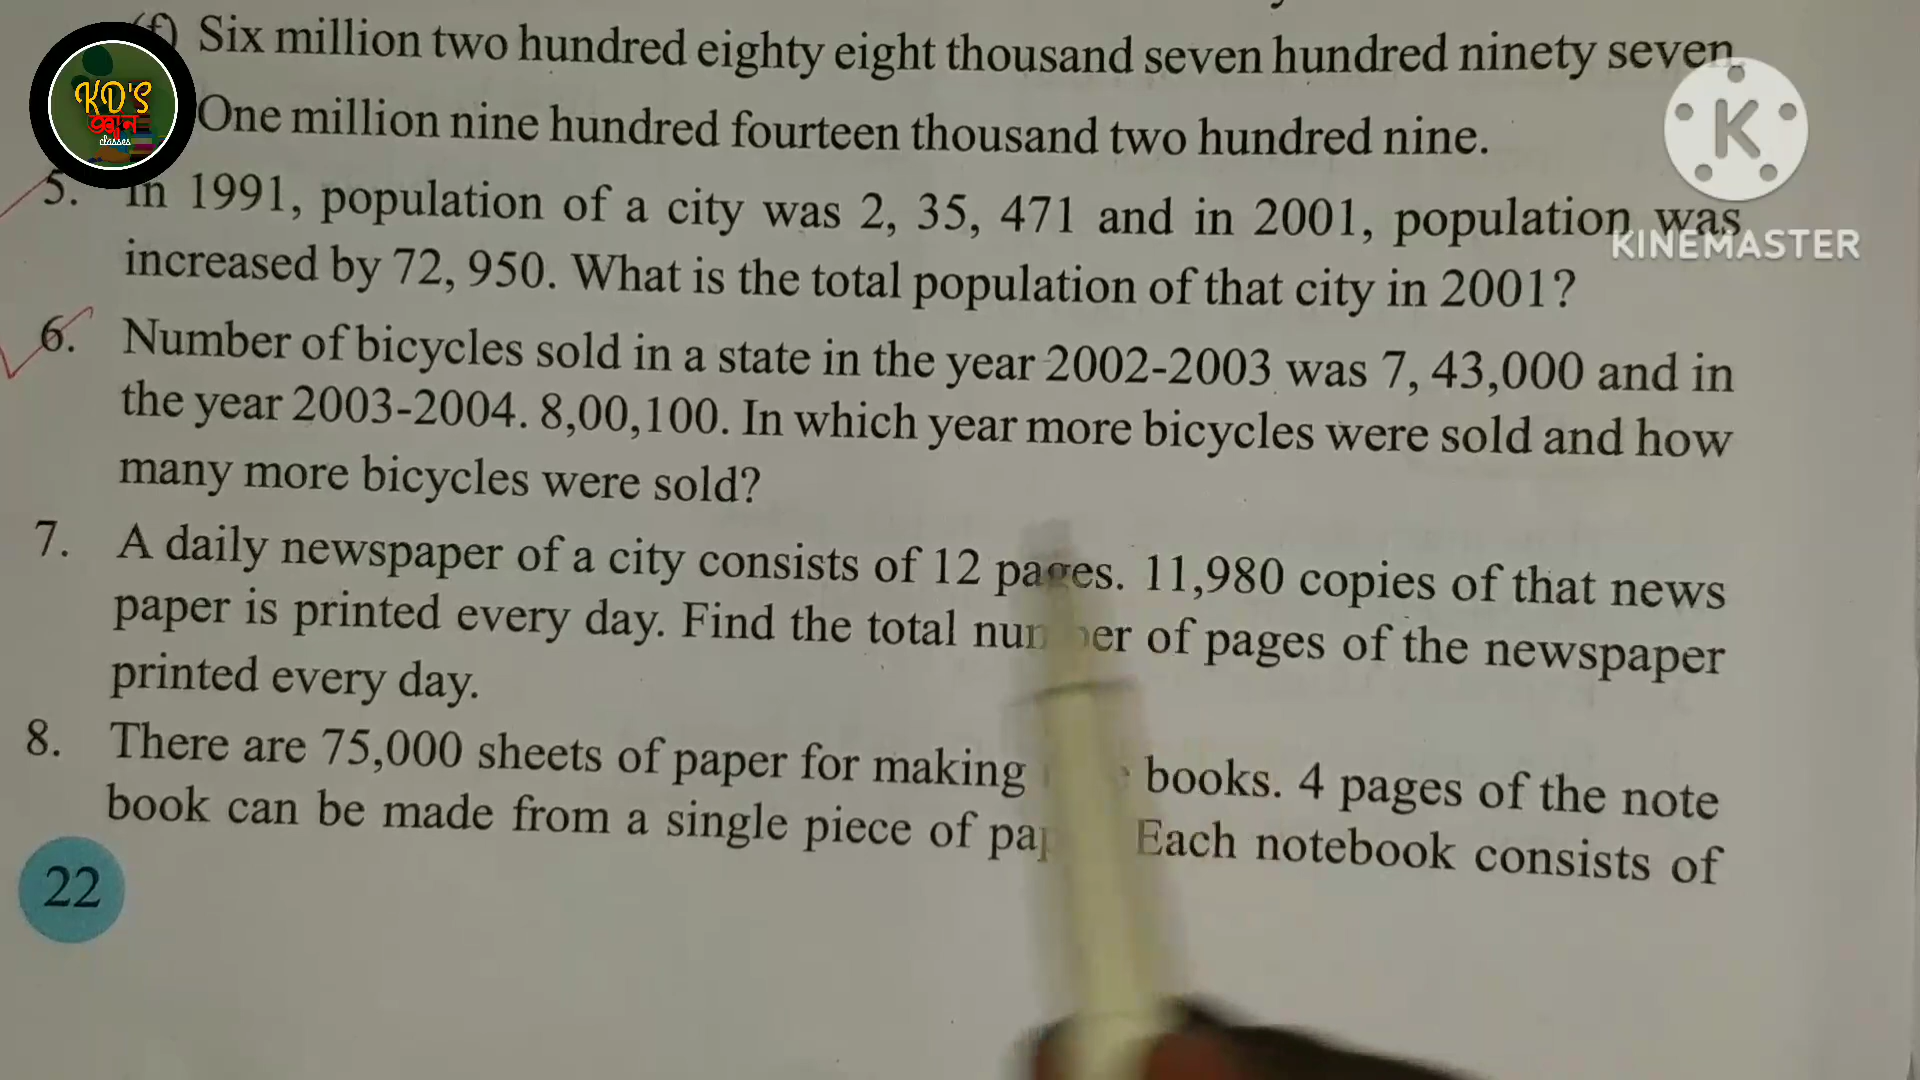 (f) Six million two hundred eighty eight thousand seven hundred ninety seven.
One million nine hundred fourteen thousand two hundred nine.
5. In 1991, population of a city was 2, 35, 471 and in 2001, population was
increased by 72, 950. What is the total population of that city in 2001?
6. Number of bicycles sold in a state in the year 2002-2003 was 7, 43,000 and in
the year 2003-2004. 8,00,100. In which year more bicycles were sold and how
many more bicycles were sold?
7. A daily newspaper of a city consists of 12 pages. 11,980 copies of that news
paper is printed every day. Find the total number of pages of the newspaper
printed every day.
8. There are 75,000 sheets of paper for making books. 4 pages of the note
book can be made from a single piece of Each notebook consists of
22
KD'S
জ্ঞান
classes
K
KINEMASTER